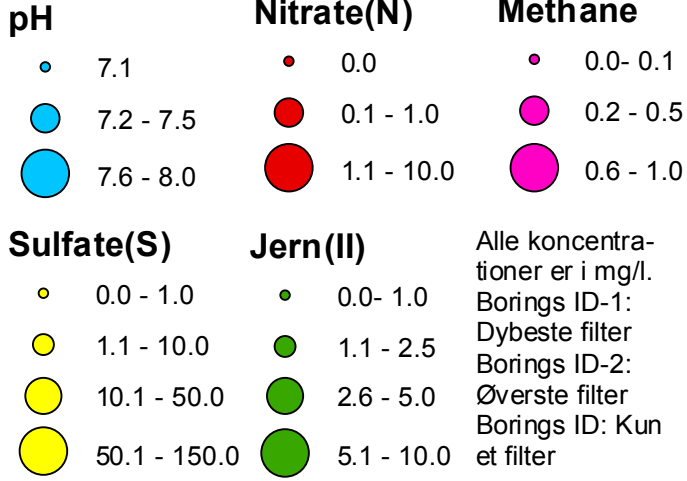 pH
7.1
7.2 - 7.5
7.6 - 8.0
Nitrate(N)
0.0
0.1 - 1.0
1.1 - 10.0
Methane
0.0- 0.1
0.2 - 0.5
0.6 - 1.0
Sulfate(S)
0.0 - 1.0
1.1 - 10.0
10.1 - 50.0
50.1 - 150.0
Jern(II)
0.0- 1.0
1.1 - 2.5
2.6 - 5.0
5.1 - 10.0
Alle koncentra-
tioner er i mg/l.
Borings ID-1:
Dybeste filter
Borings ID-2:
Øverste filter
Borings ID: Kun
et filter